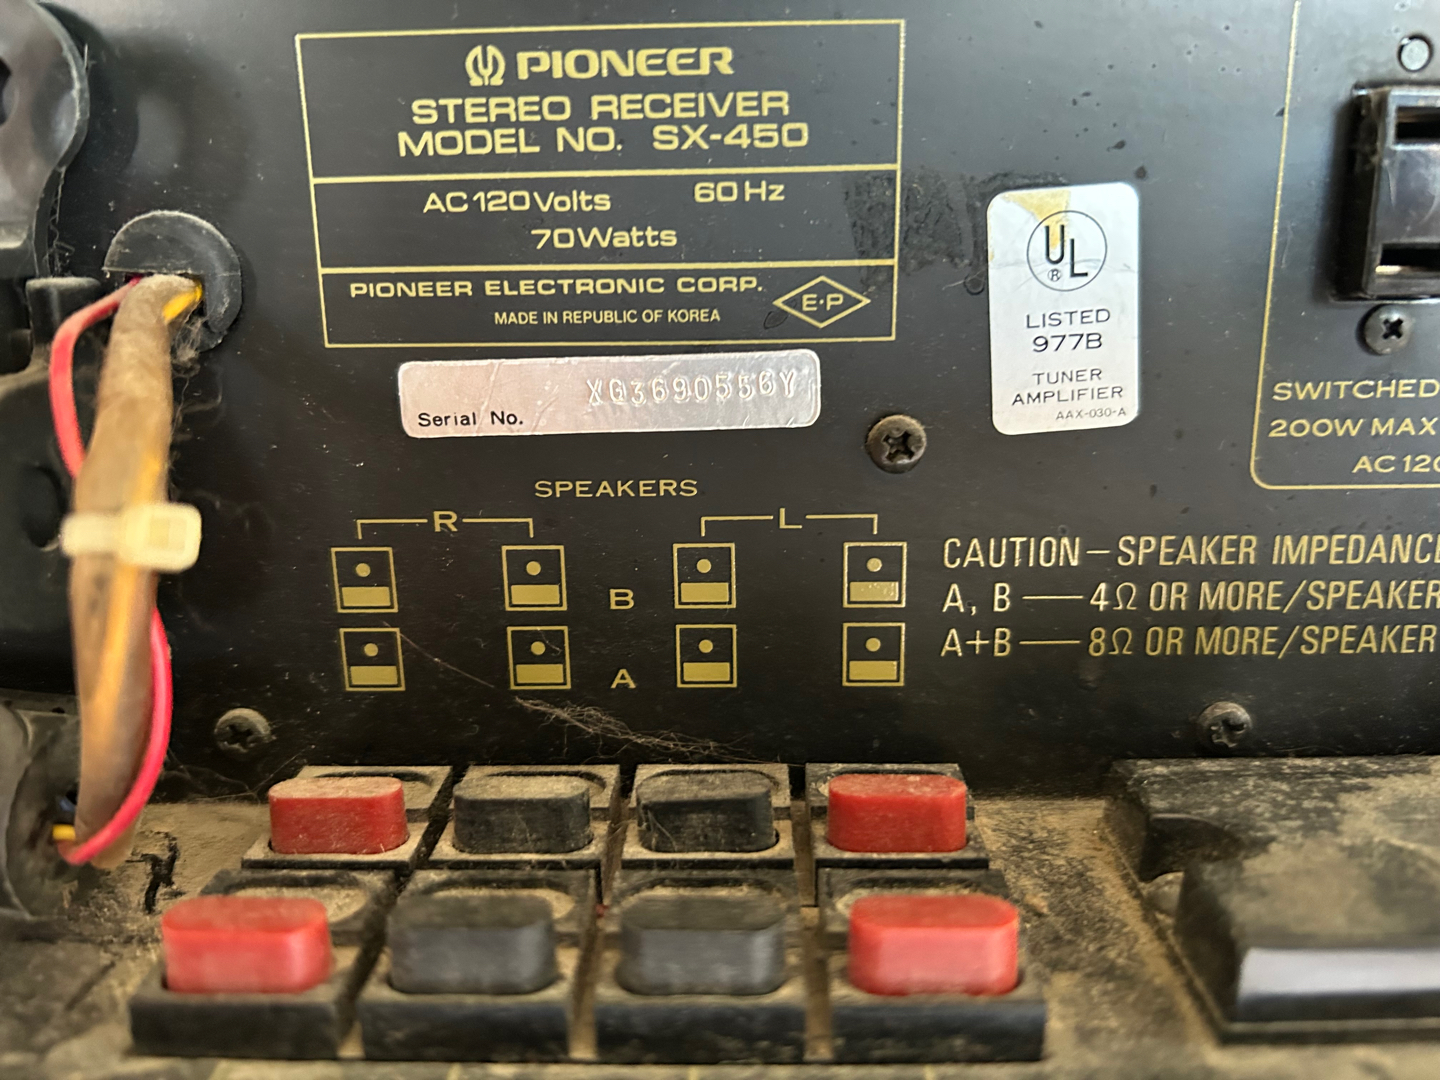 PIONEER
STEREO RECEIVER
MODEL NO. SX-450
AC 120 Volts 60 Hz
70 Watts
PIONEER ELECTRONIC CORP.
E·P
MADE IN REPUBLIC OF KOREA
Serial No. XG3690556Y
UL
®
LISTED
977B
TUNER
AMPLIFIER
AAX-030-A
SWITCHED
200W MAX
AC 120
SPEAKERS
R L
B
A
CAUTION – SPEAKER IMPEDANCE
A, B — 4Ω OR MORE/SPEAKER
A+B — 8Ω OR MORE/SPEAKER